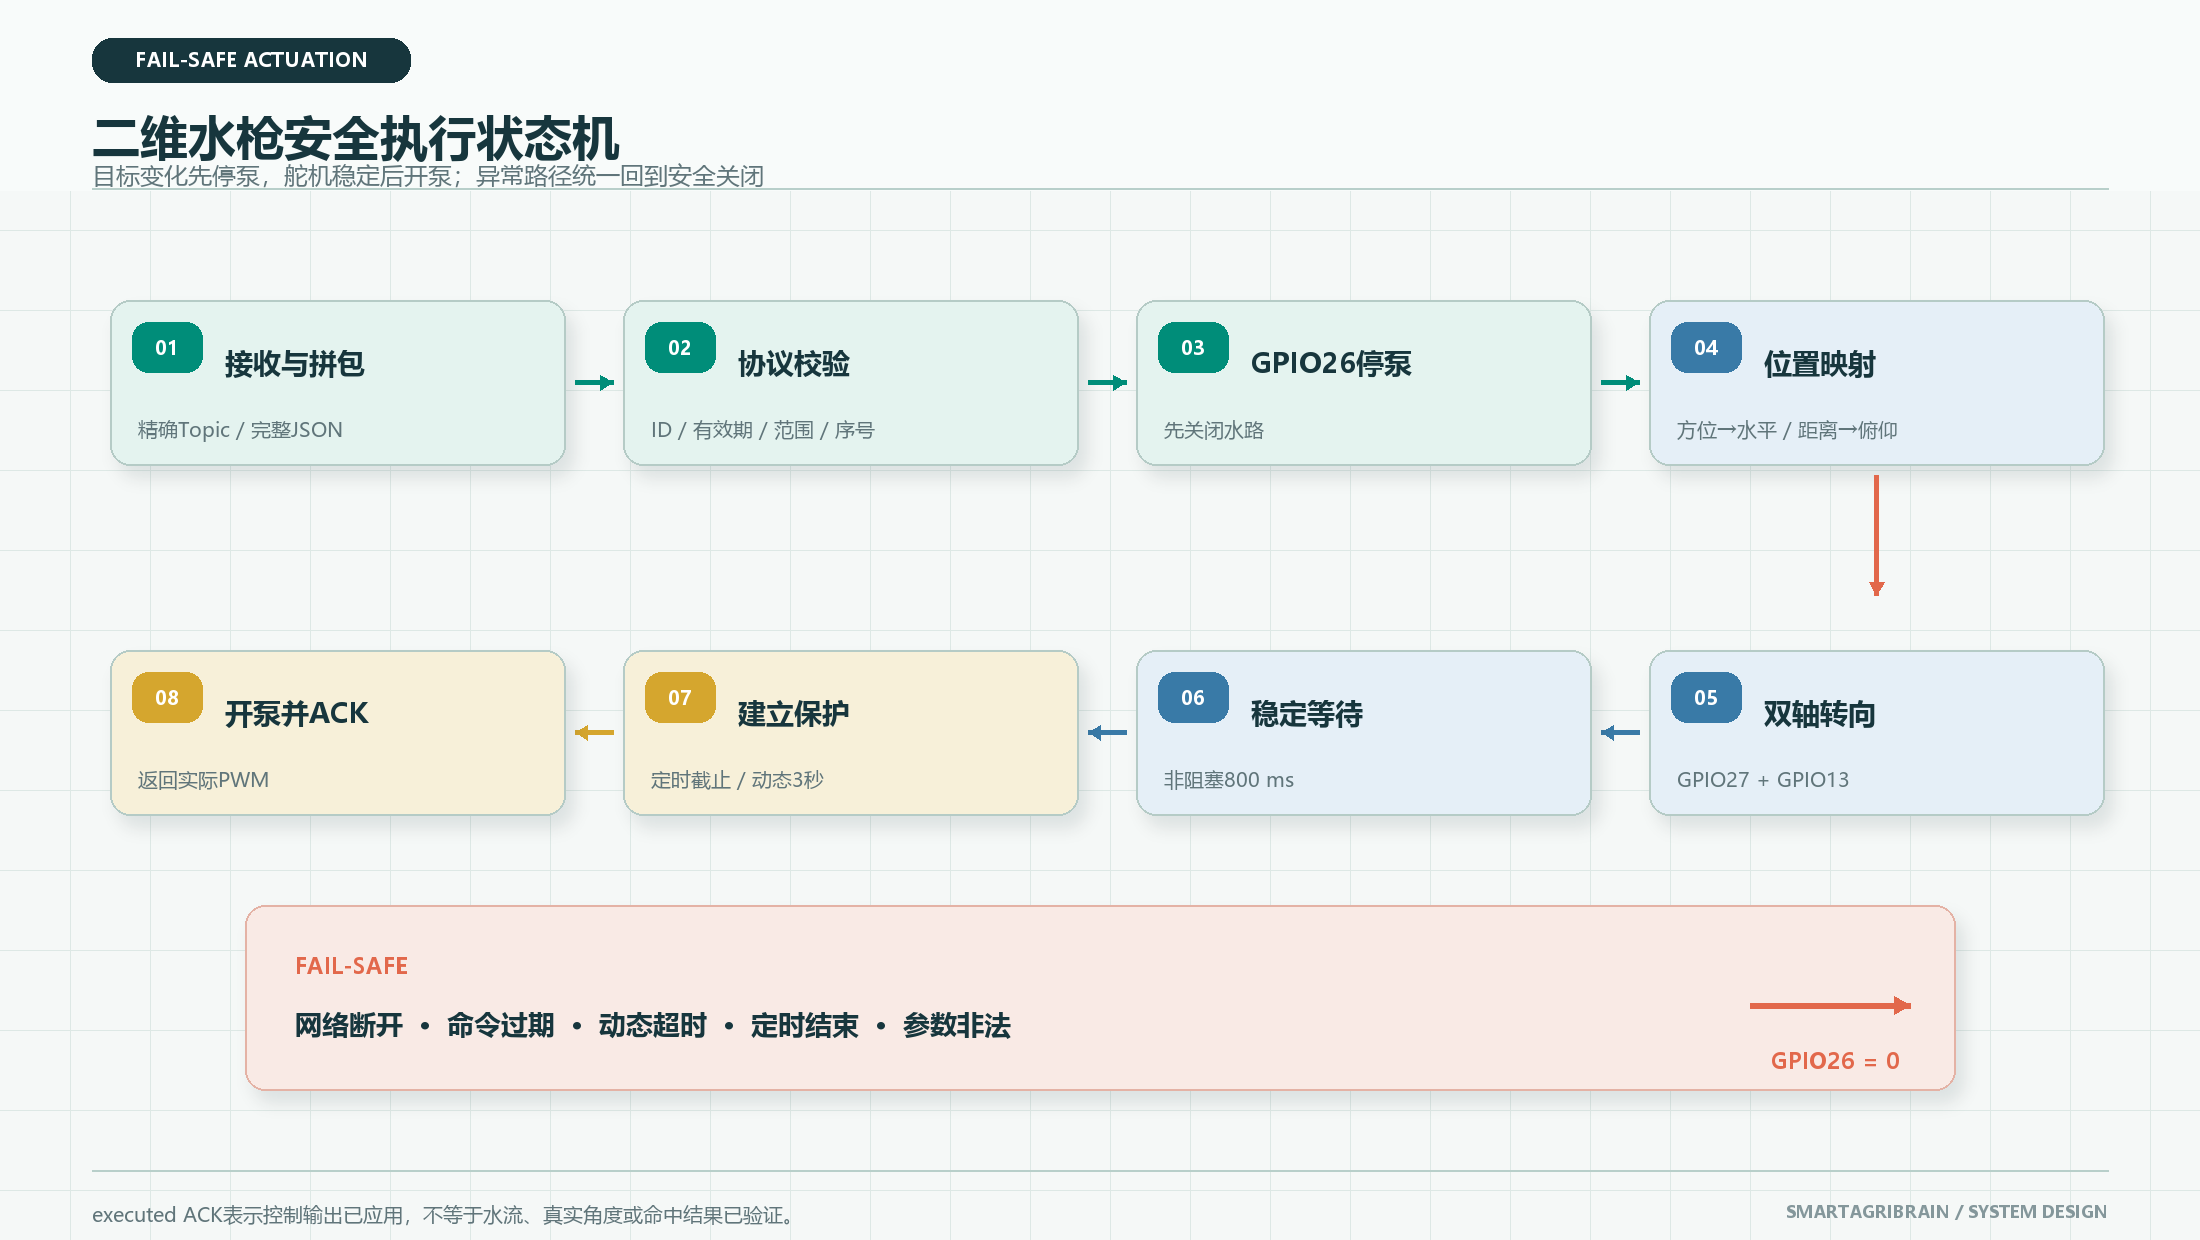 FAIL-SAFE ACTUATION
二维水枪安全执行状态机
目标变化先停泵，舵机稳定后开泵；异常路径统一回到安全关闭
01
接收与拼包
精确Topic / 完整JSON
02
协议校验
ID / 有效期 / 范围 / 序号
03
GPIO26停泵
先关闭水路
04
位置映射
方位→水平 / 距离→俯仰
05
双轴转向
GPIO27 + GPIO13
06
稳定等待
非阻塞800 ms
07
建立保护
定时截止 / 动态3秒
08
开泵并ACK
返回实际PWM
FAIL-SAFE
网络断开 • 命令过期 • 动态超时 • 定时结束 • 参数非法
GPIO26 = 0
executed ACK表示控制输出已应用，不等于水流、真实角度或命中结果已验证。
SMARTAGRIBRAIN / SYSTEM DESIGN